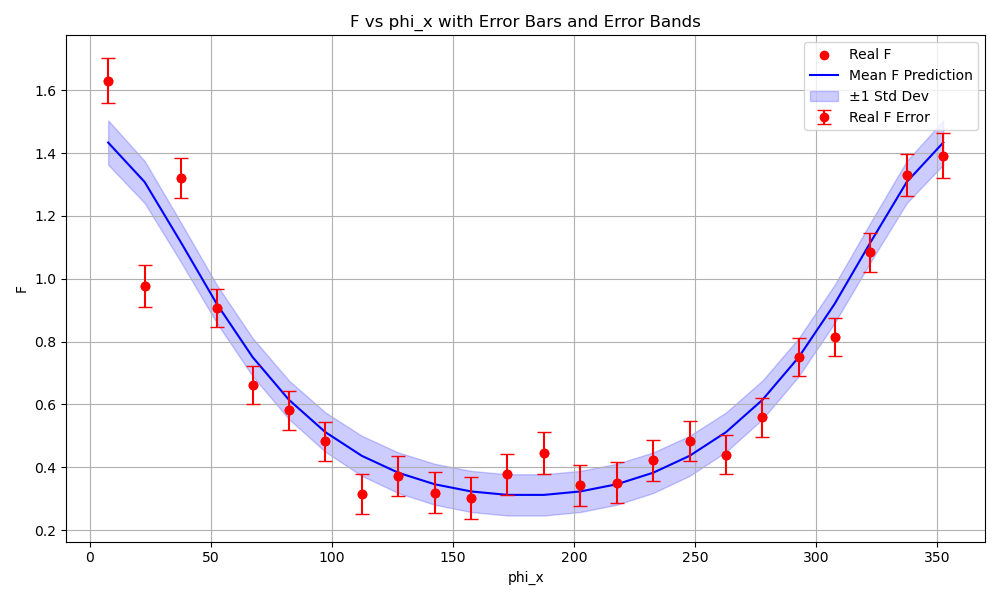 F vs phi_x with Error Bars and Error Bands
Real F
Mean F Prediction
±1 Std Dev
Real F Error
1.6
1.4
1.2
1.0
0.8
0.6
0.4
0.2
F
0 50 100 150 200 250 300 350
phi_x